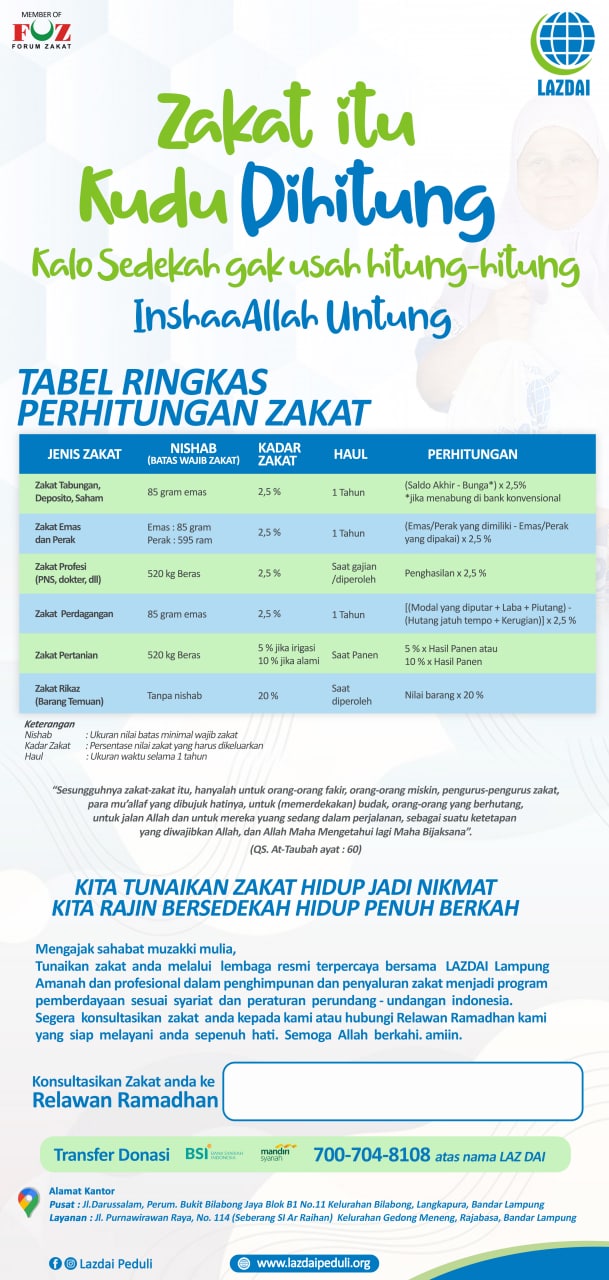 MEMBER OF
FOZ
FORUM ZAKAT
LAZDAI
Zakat itu
Kudu Dihitung
Kalo Sedekah gak usah hitung-hitung
InshaaAllah Untung
TABEL RINGKAS
PERHITUNGAN ZAKAT
JENIS ZAKAT NISHAB (BATAS WAJIB ZAKAT) KADAR ZAKAT HAUL PERHITUNGAN
Zakat Tabungan, Deposito, Saham 85 gram emas 2,5 % 1 Tahun (Saldo Akhir - Bunga*) x 2,5%
*jika menabung di bank konvensional
Zakat Emas dan Perak Emas : 85 gram Perak : 595 ram 2,5 % 1 Tahun (Emas/Perak yang dimiliki - Emas/Perak
yang dipakai) x 2,5 %
Zakat Profesi (PNS, dokter, dll) 520 kg Beras 2,5 % Saat gajian /diperoleh Penghasilan x 2,5 %
Zakat Perdagangan 85 gram emas 2,5 % 1 Tahun [(Modal yang diputar + Laba + Piutang) -
(Hutang jatuh tempo + Kerugian)] x 2,5 %
Zakat Pertanian 520 kg Beras 5 % jika irigasi 10 % jika alami Saat Panen 5 % x Hasil Panen atau
10 % x Hasil Panen
Zakat Rikaz (Barang Temuan) Tanpa nishab 20 % Saat diperoleh Nilai barang x 20 %
Keterangan
Nishab : Ukuran nilai batas minimal wajib zakat
Kadar Zakat : Persentase nilai zakat yang harus dikeluarkan
Haul : Ukuran waktu selama 1 tahun
“Sesungguhnya zakat-zakat itu, hanyalah untuk orang-orang fakir, orang-orang miskin, pengurus-pengurus zakat,
para mu’allaf yang dibujuk hatinya, untuk (memerdekakan) budak, orang-orang yang berhutang,
untuk jalan Allah dan untuk mereka yuang sedang dalam perjalanan, sebagai suatu ketetapan
yang diwajibkan Allah, dan Allah Maha Mengetahui lagi Maha Bijaksana”.
(QS. At-Taubah ayat : 60)
KITA TUNAIKAN ZAKAT HIDUP JADI NIKMAT
KITA RAJIN BERSEDEKAH HIDUP PENUH BERKAH
Mengajak sahabat muzakki mulia,
Tunaikan zakat anda melalui lembaga resmi terpercaya bersama LAZDAI Lampung
Amanah dan profesional dalam penghimpunan dan penyaluran zakat menjadi program
pemberdayaan sesuai syariat dan peraturan perundang - undangan indonesia.
Segera konsultasikan zakat anda kepada kami atau hubungi Relawan Ramadhan kami
yang siap melayani anda sepenuh hati. Semoga Allah berkahi. amiin.
Konsultasikan Zakat anda ke
Relawan Ramadhan
Transfer Donasi BSI BANK SYARIAH INDONESIA mandiri syariah 700-704-8108 atas nama LAZ DAI
Alamat Kantor
Pusat : Jl.Darussalam, Perum. Bukit Bilabong Jaya Blok B1 No.11 Kelurahan Bilabong, Langkapura, Bandar Lampung
Layanan : Jl. Purnawirawan Raya, No. 114 (Seberang SI Ar Raihan) Kelurahan Gedong Meneng, Rajabasa, Bandar Lampung
Lazdai Peduli
www.lazdaipeduli.org